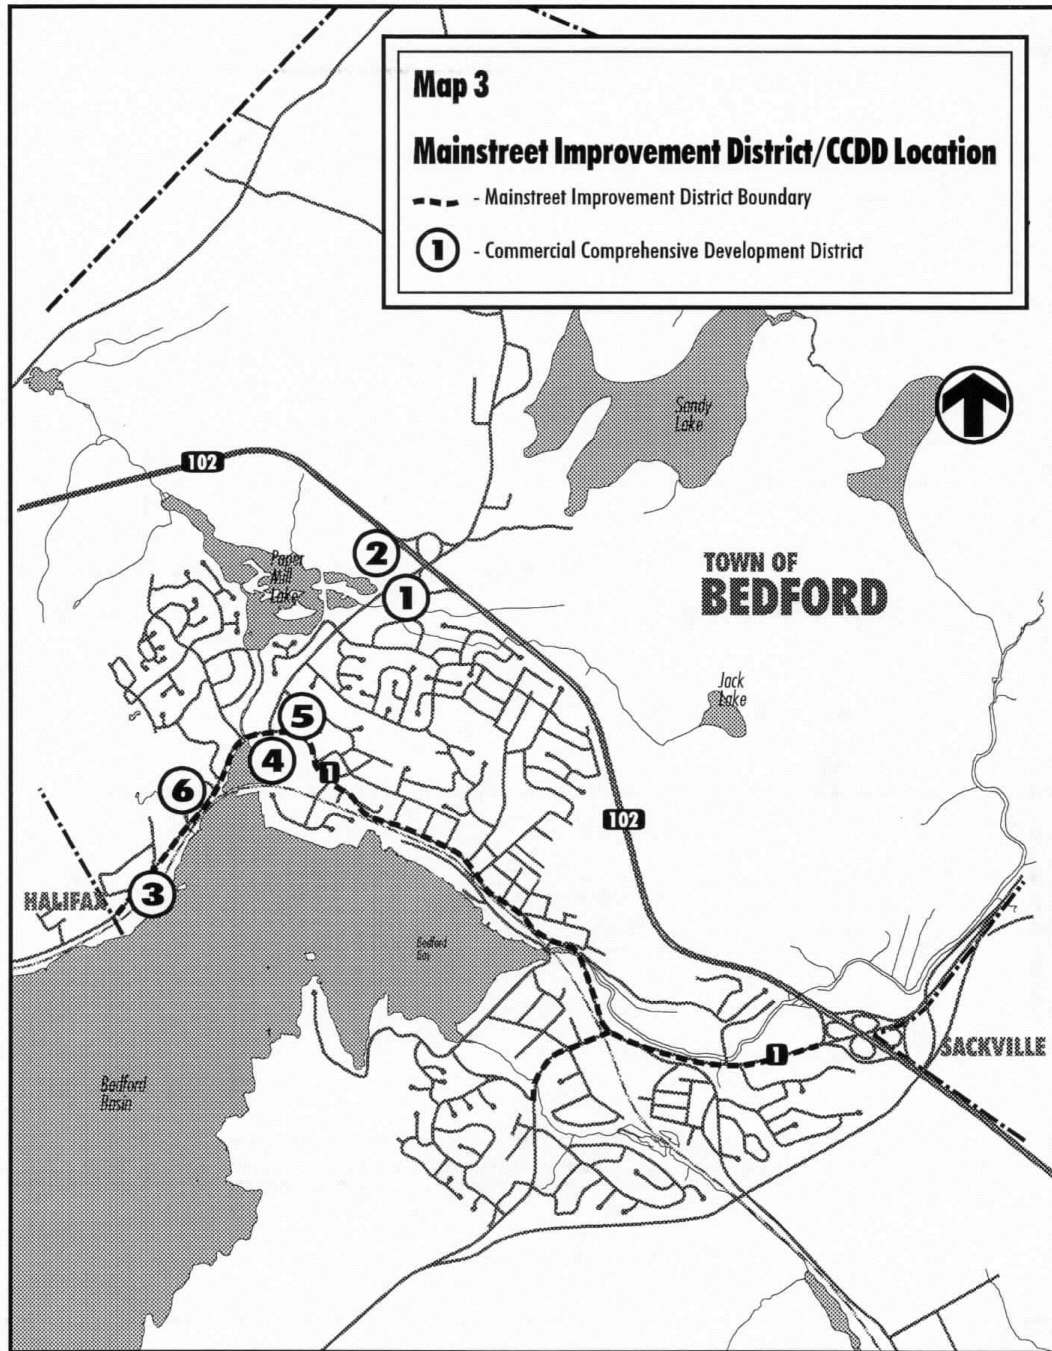 Map 3
Mainstreet Improvement District/CCDD Location
- Mainstreet Improvement District Boundary
1 - Commercial Comprehensive Development District
Sandy
Lake
102
2
Paper
Mill
Lake
1
TOWN OF
BEDFORD
Jack
Lake
5
4
1
6
102
3
HALIFAX
Bedford
Bay
1
SACKVILLE
Bedford
Basin